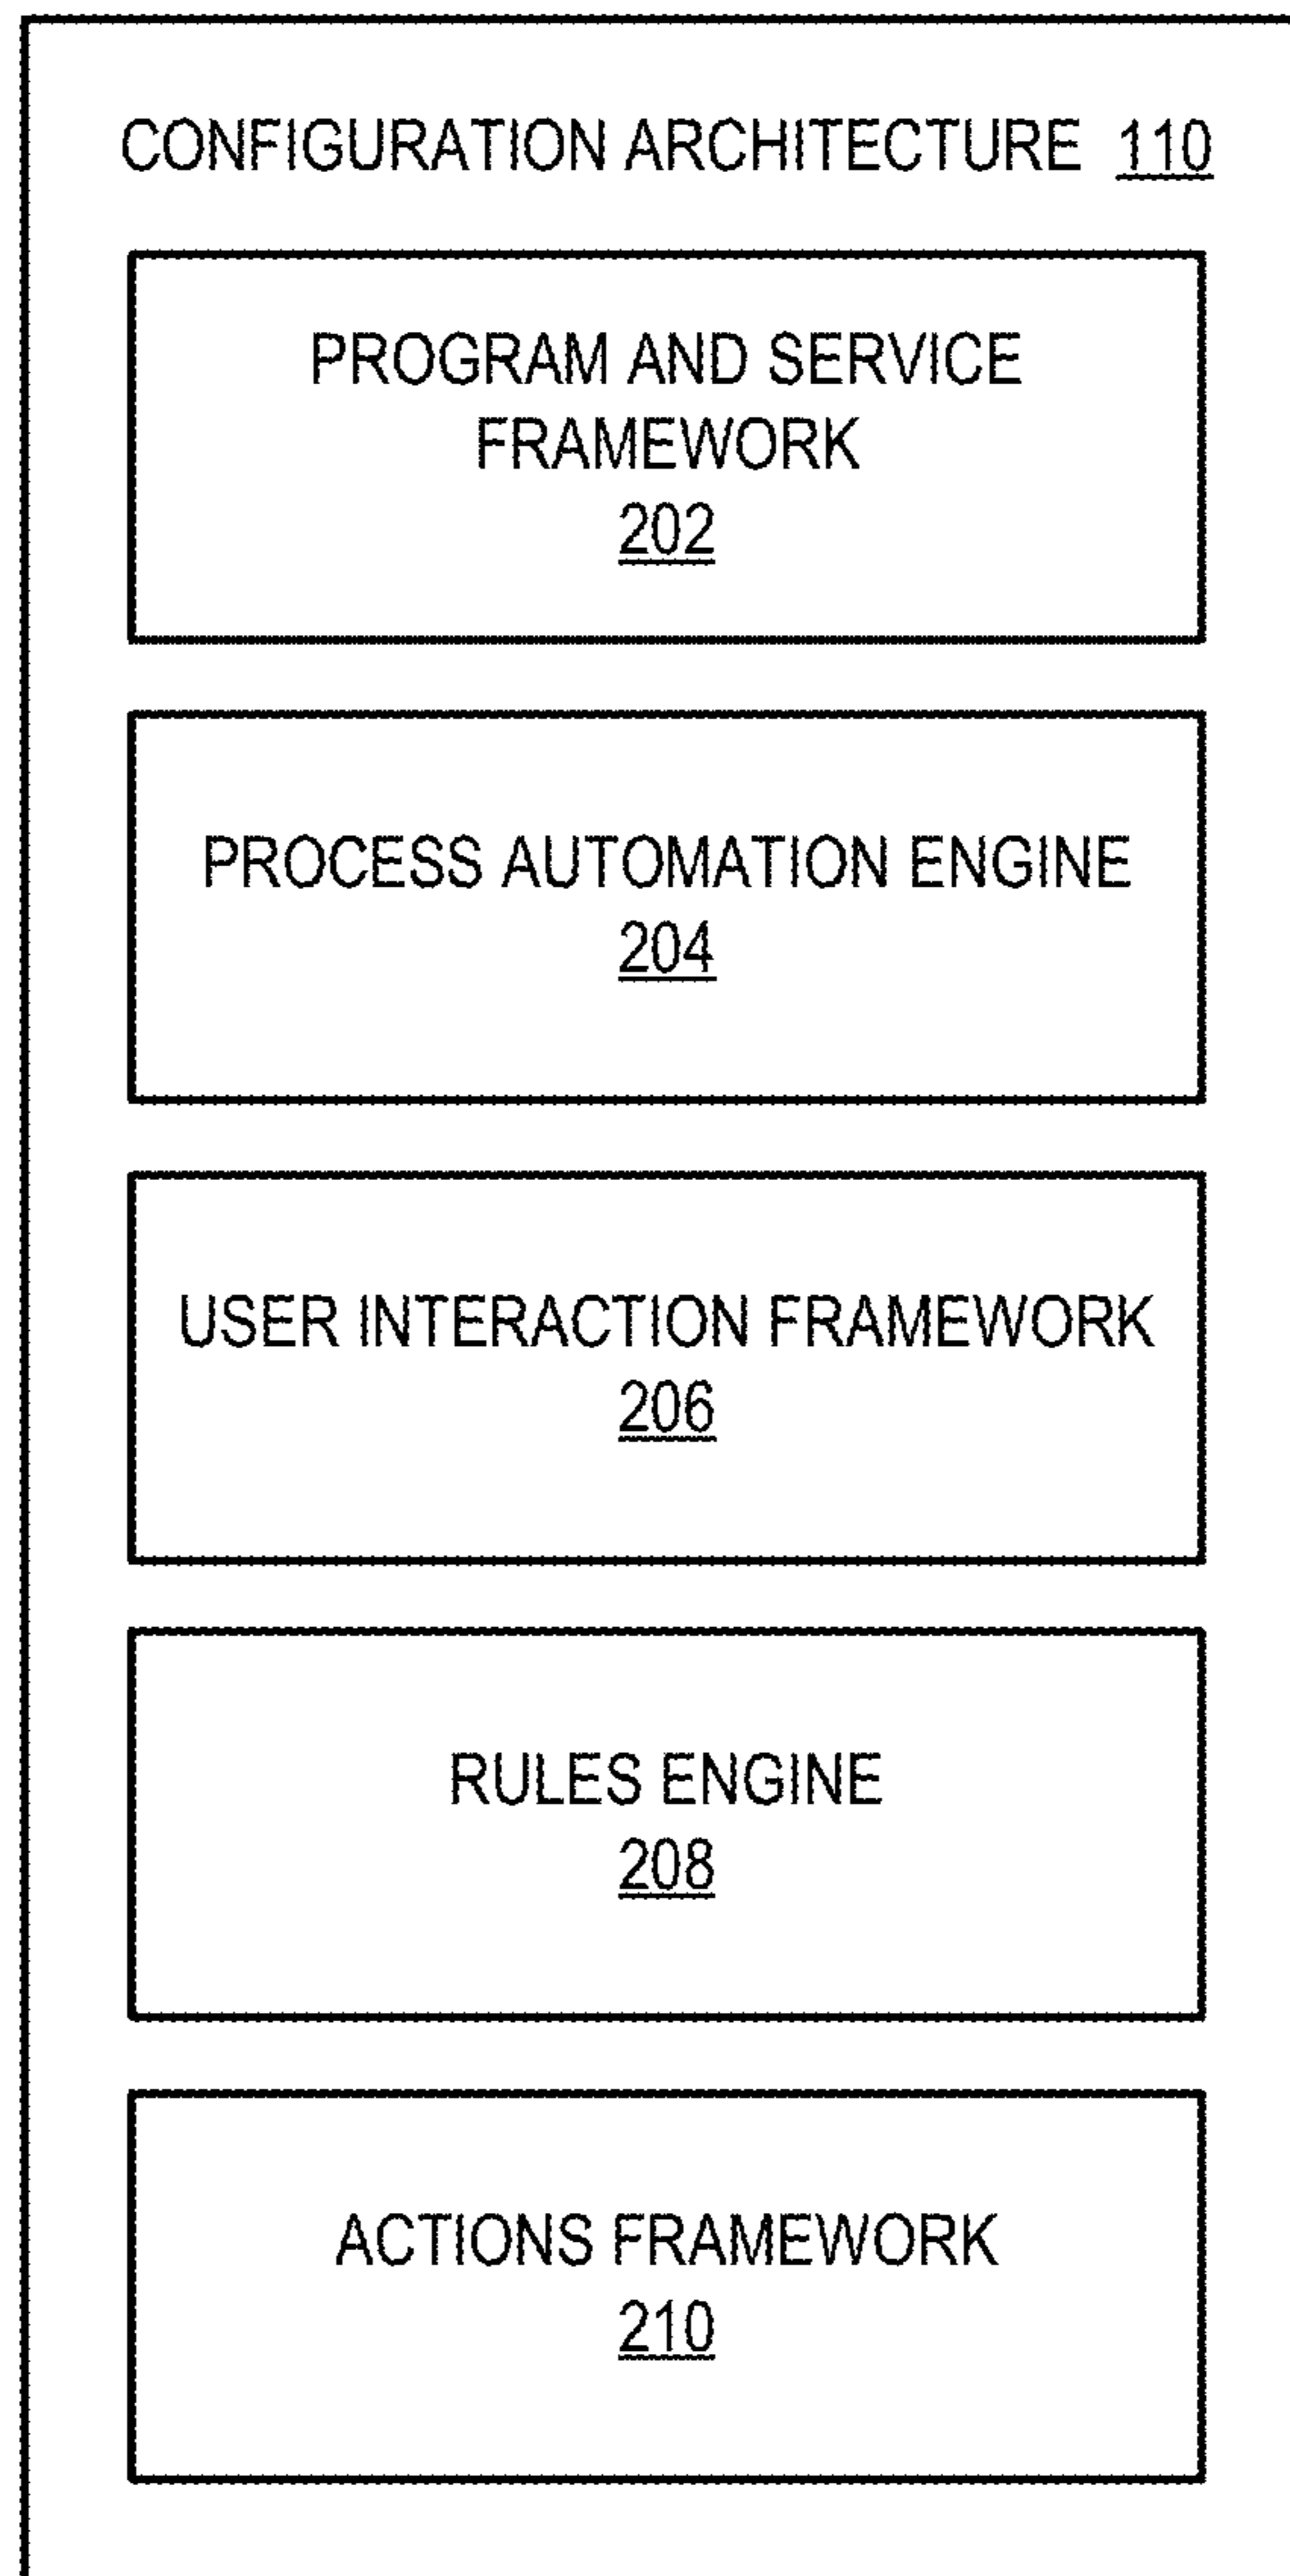 CONFIGURATION ARCHITECTURE 110
PROGRAM AND SERVICE
FRAMEWORK
202
PROCESS AUTOMATION ENGINE
204
USER INTERACTION FRAMEWORK
206
RULES ENGINE
208
ACTIONS FRAMEWORK
210